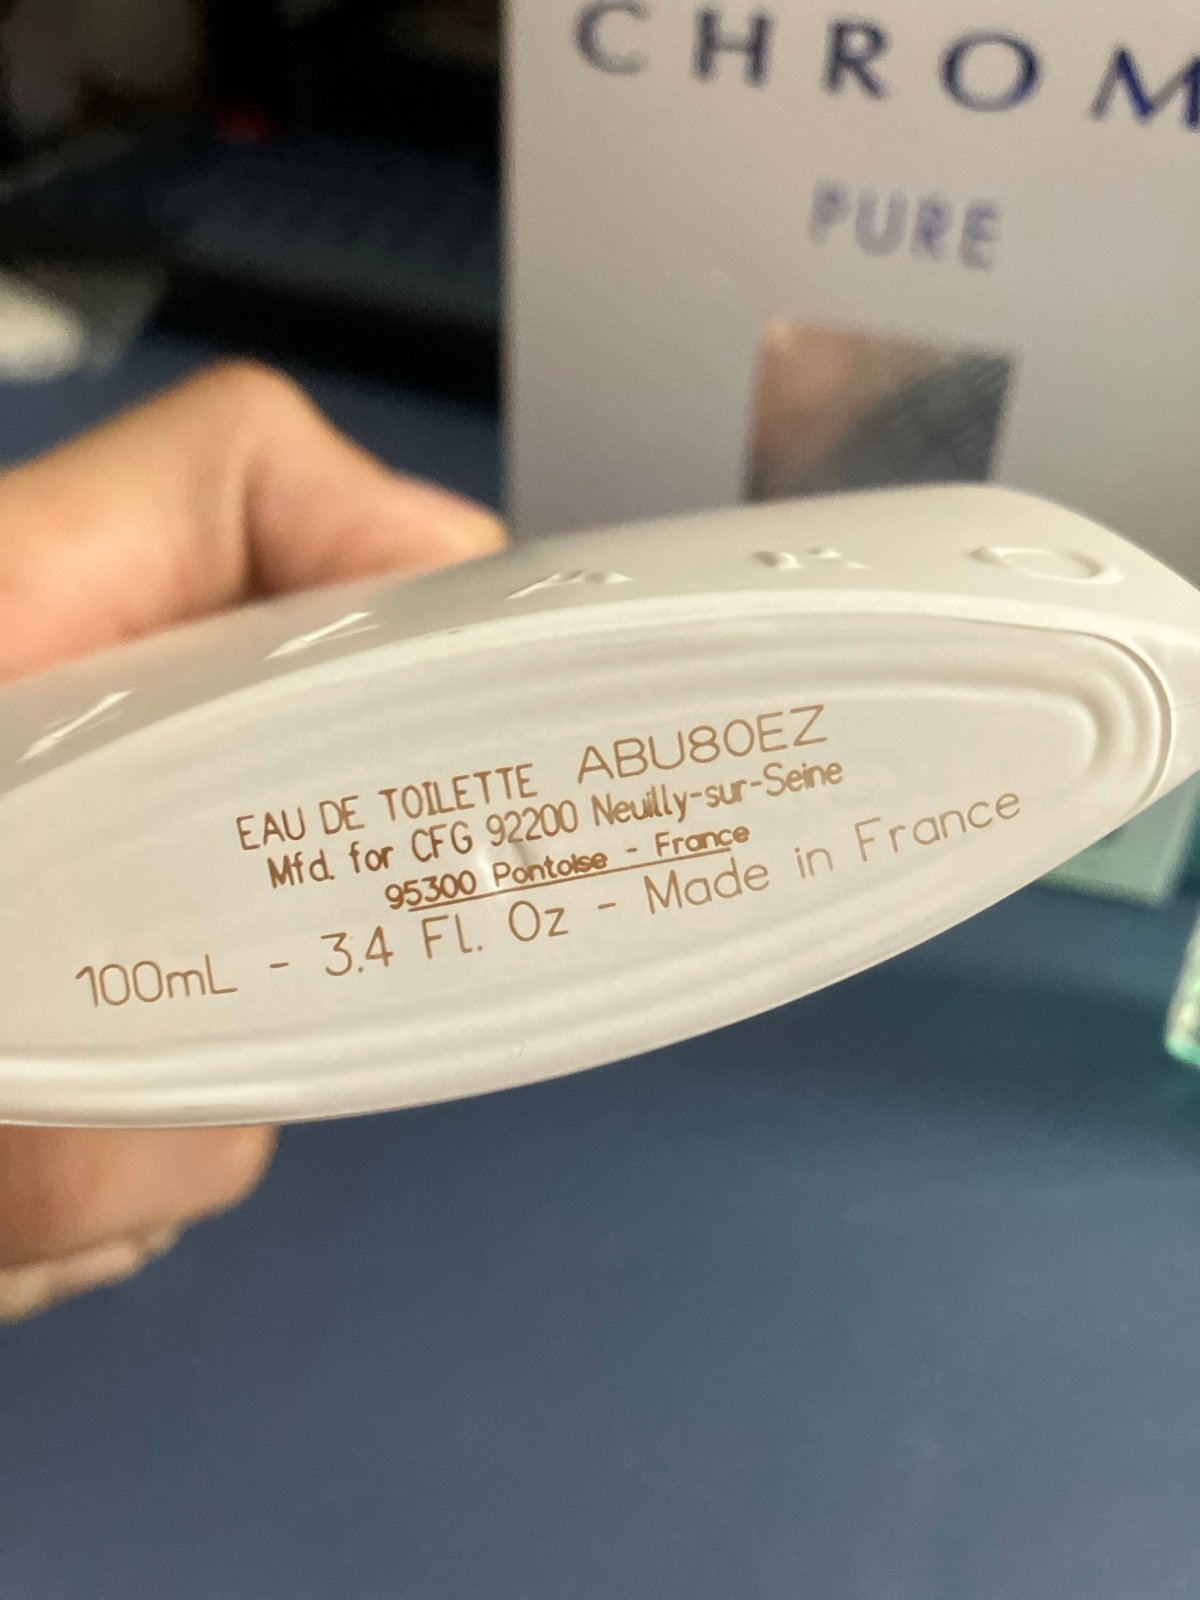 CHROM
PURE
EAU DE TOILETTE ABU80EZ
Mfd. for CFG 92200 Neuilly-sur-Seine
95300 Pontoise - France
100mL - 3.4 Fl. Oz - Made in France